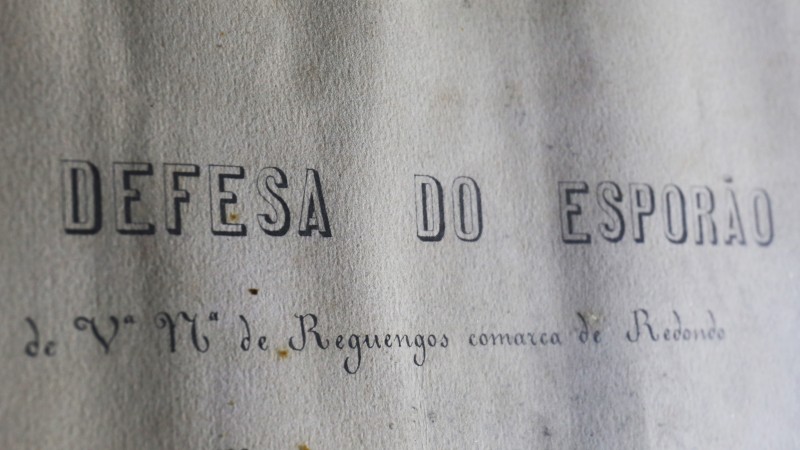 DEFESA DO ESPORÃO
de Vª Nª de Reguengos comarca de Redondo